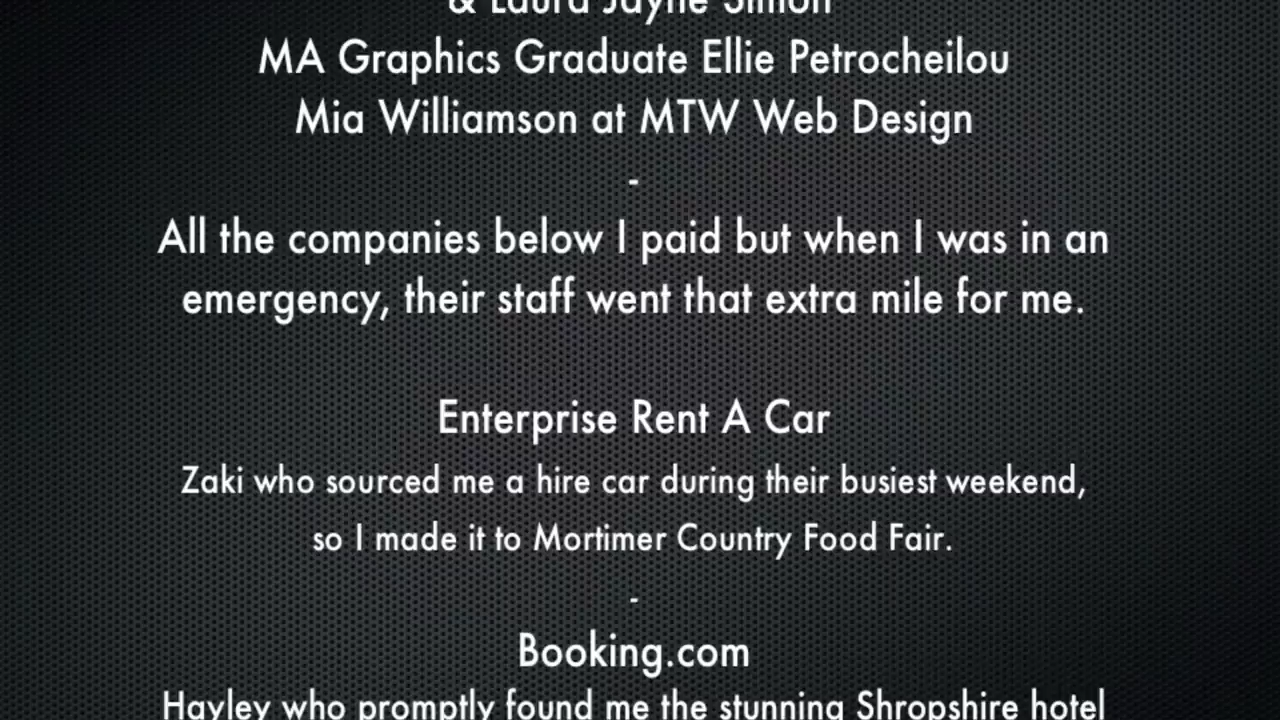 & Laura Jayne Simon
MA Graphics Graduate Ellie Petrocheilou
Mia Williamson at MTW Web Design
-
All the companies below I paid but when I was in an
emergency, their staff went that extra mile for me.
Enterprise Rent A Car
Zaki who sourced me a hire car during their busiest weekend,
so I made it to Mortimer Country Food Fair.
-
Booking.com
Hayley who promptly found me the stunning Shropshire hotel